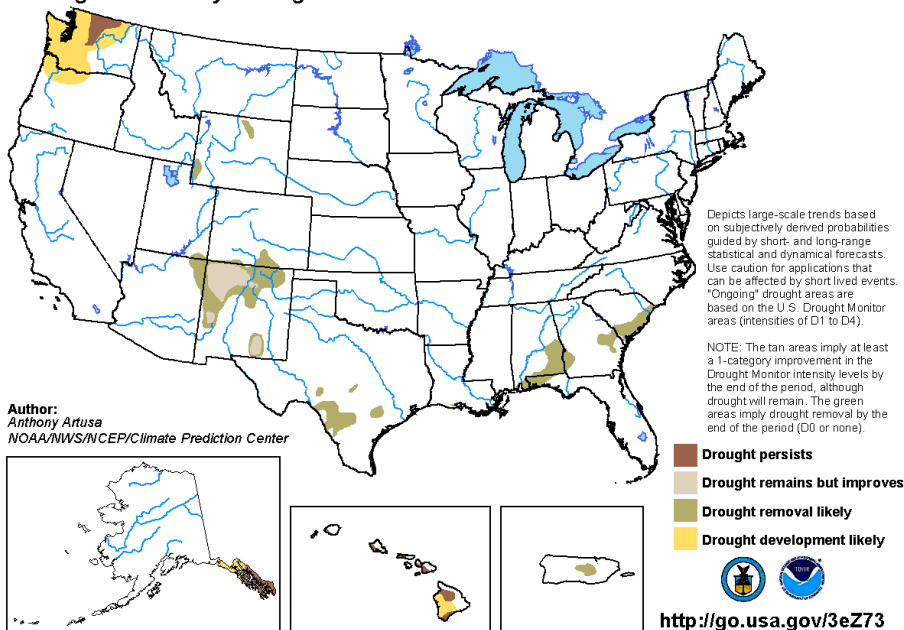 Depicts large-scale trends based
on subjectively derived probabilities
guided by short- and long-range
statistical and dynamical forecasts.
Use caution for applications that
can be affected by short lived events.
"Ongoing" drought areas are
based on the U.S. Drought Monitor
areas (intensities of D1 to D4).
NOTE: The tan areas imply at least
a 1-category improvement in the
Drought Monitor intensity levels by
the end of the period, although
drought will remain. The green
areas imply drought removal by the
end of the period (D0 or none).
Author:
Anthony Artusa
NOAA/NWS/NCEP/Climate Prediction Center
Drought persists
Drought remains but improves
Drought removal likely
Drought development likely
http://go.usa.gov/3eZ73